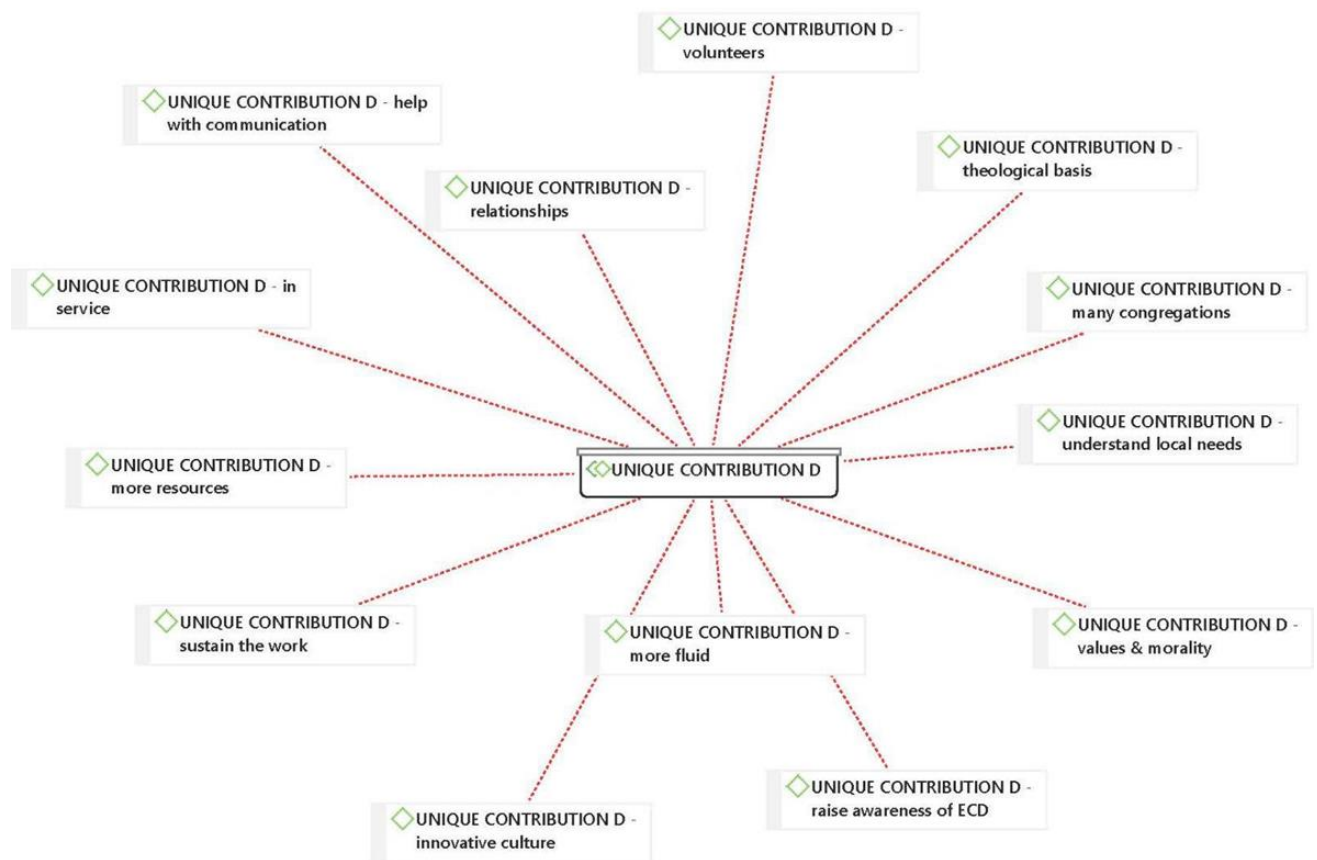 UNIQUE CONTRIBUTION D -
volunteers
UNIQUE CONTRIBUTION D - help
with communication
UNIQUE CONTRIBUTION D -
theological basis
UNIQUE CONTRIBUTION D -
relationships
UNIQUE CONTRIBUTION D - in
service
UNIQUE CONTRIBUTION D -
many congregations
UNIQUE CONTRIBUTION D -
understand local needs
UNIQUE CONTRIBUTION D -
more resources
UNIQUE CONTRIBUTION D
UNIQUE CONTRIBUTION D -
sustain the work
UNIQUE CONTRIBUTION D -
more fluid
UNIQUE CONTRIBUTION D -
values & morality
UNIQUE CONTRIBUTION D -
raise awareness of ECD
UNIQUE CONTRIBUTION D -
innovative culture